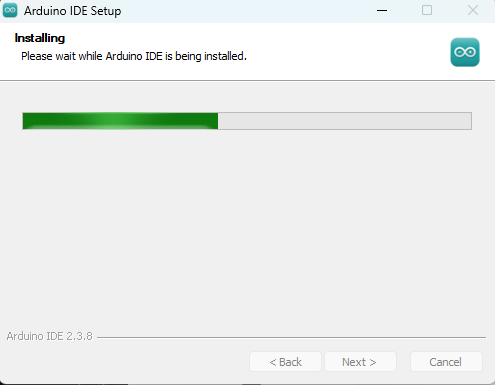 Arduino IDE Setup
Installing
Please wait while Arduino IDE is being installed.
Arduino IDE 2.3.8
< Back
Next >
Cancel